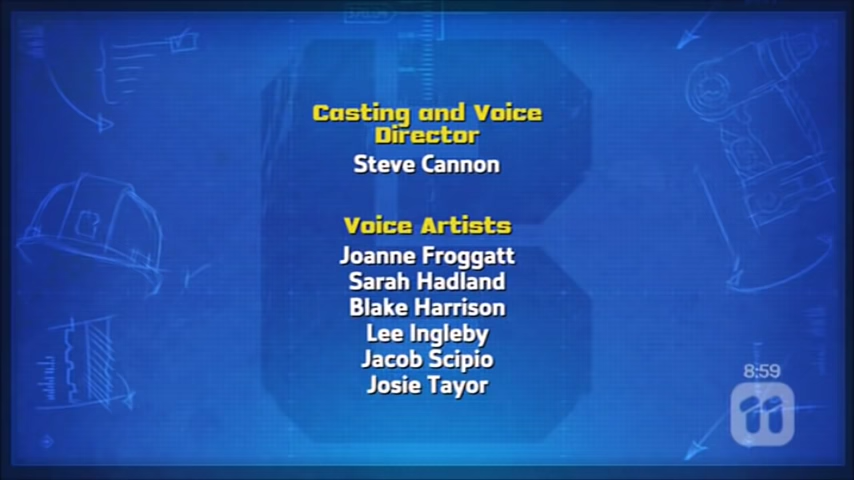 Casting and Voice
Director
Steve Cannon
Voice Artists
Joanne Froggatt
Sarah Hadland
Blake Harrison
Lee Ingleby
Jacob Scipio
Josie Tayor
8:59
11